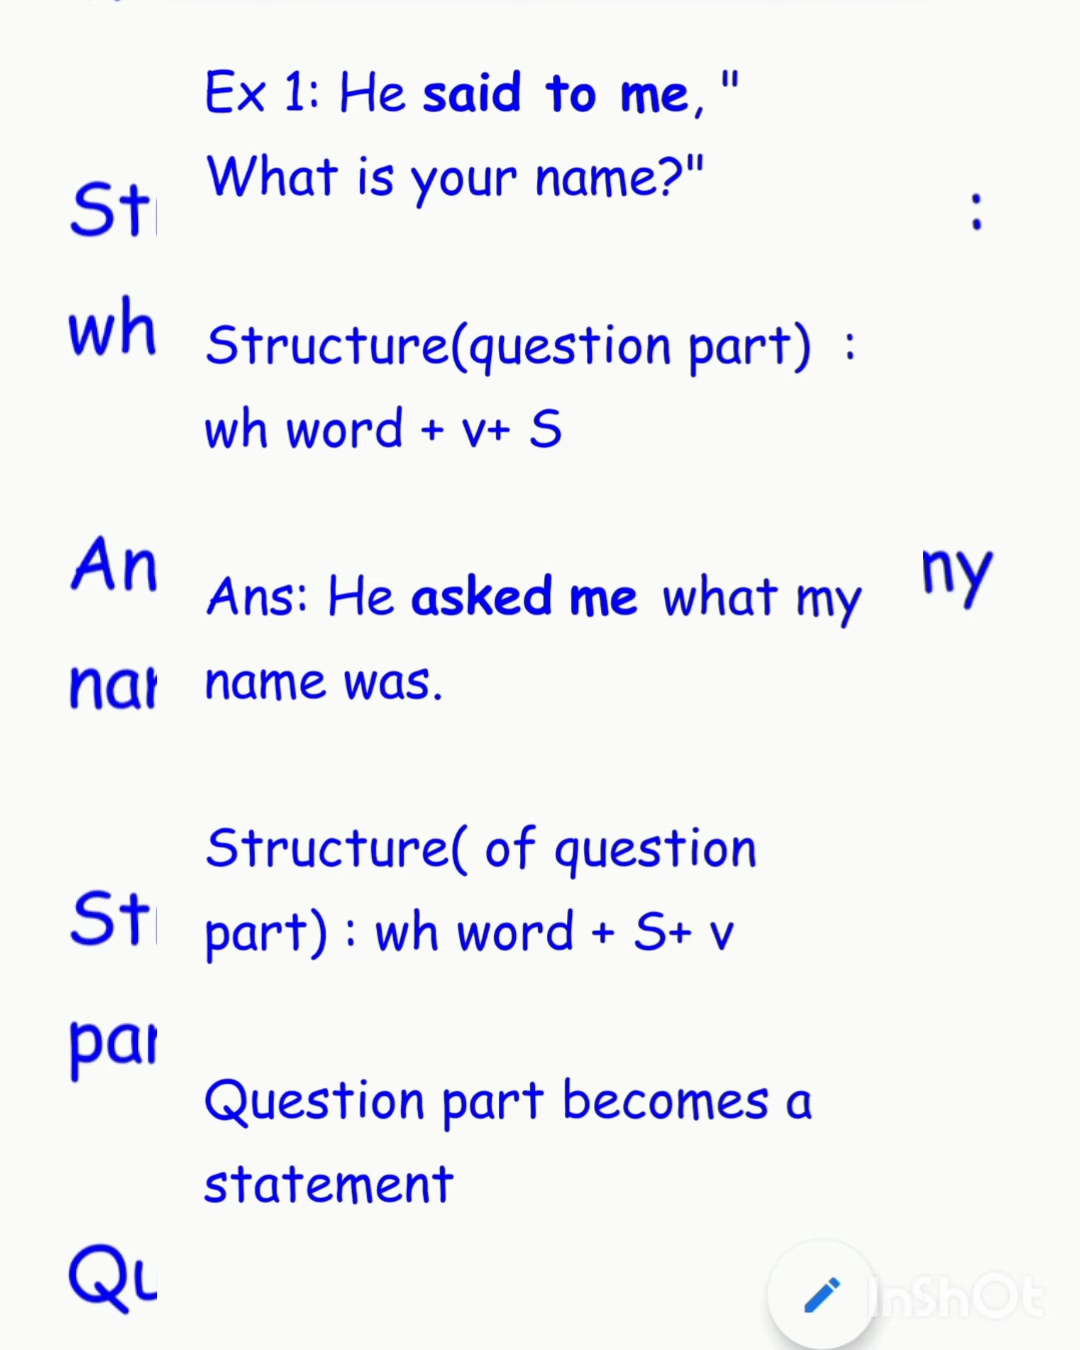 Ex 1: He said to me, "
What is your name?"
Structure(question part) :
wh word + v+ S
Ans: He asked me what my
name was.
Structure( of question
part) : wh word + S+ v
Question part becomes a
statement
InShOt